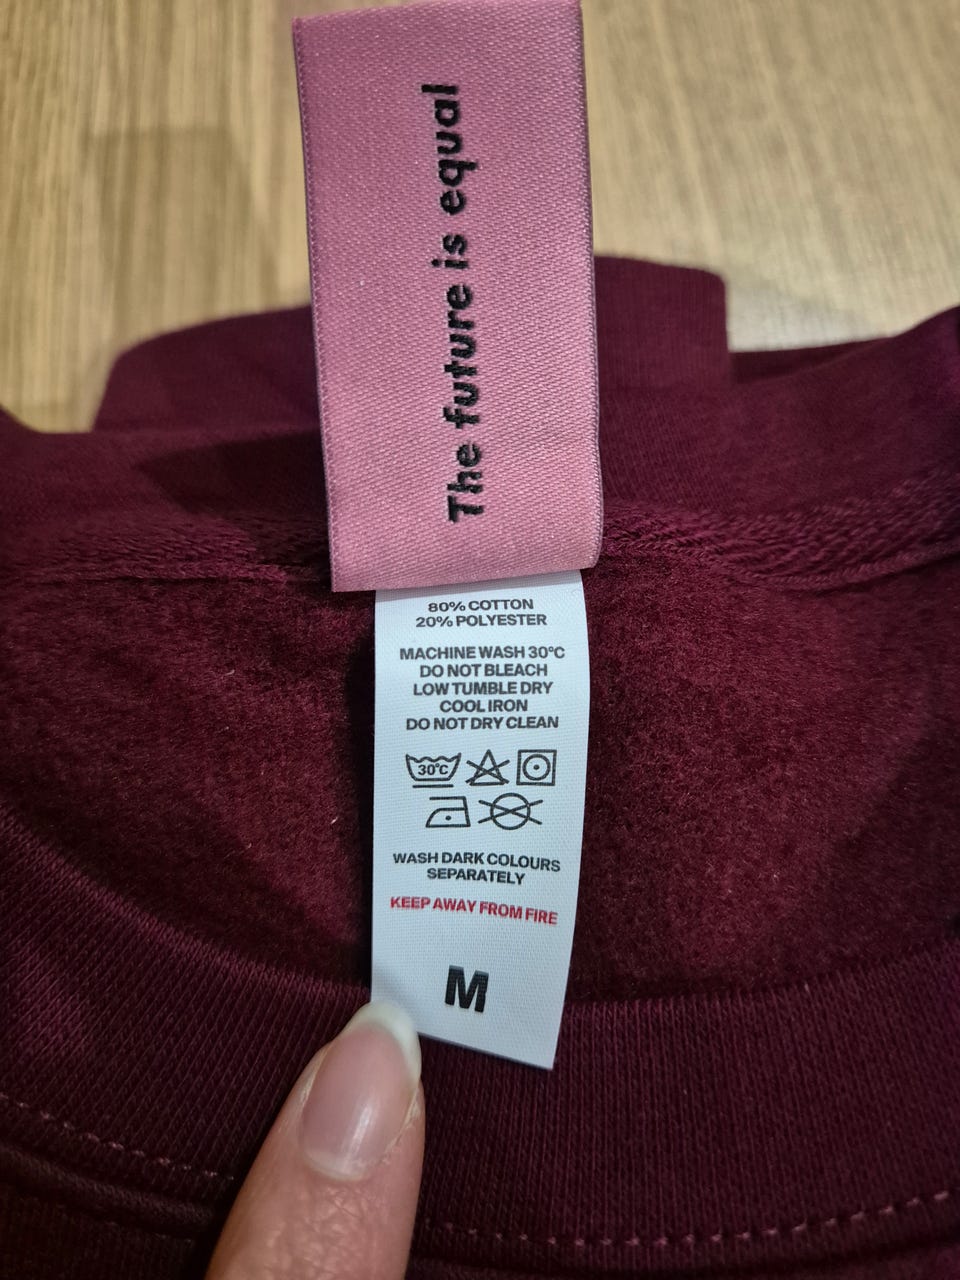 The future is equal
80% COTTON
20% POLYESTER
MACHINE WASH 30°C
DO NOT BLEACH
LOW TUMBLE DRY
COOL IRON
DO NOT DRY CLEAN
30°C
WASH DARK COLOURS
SEPARATELY
KEEP AWAY FROM FIRE
M